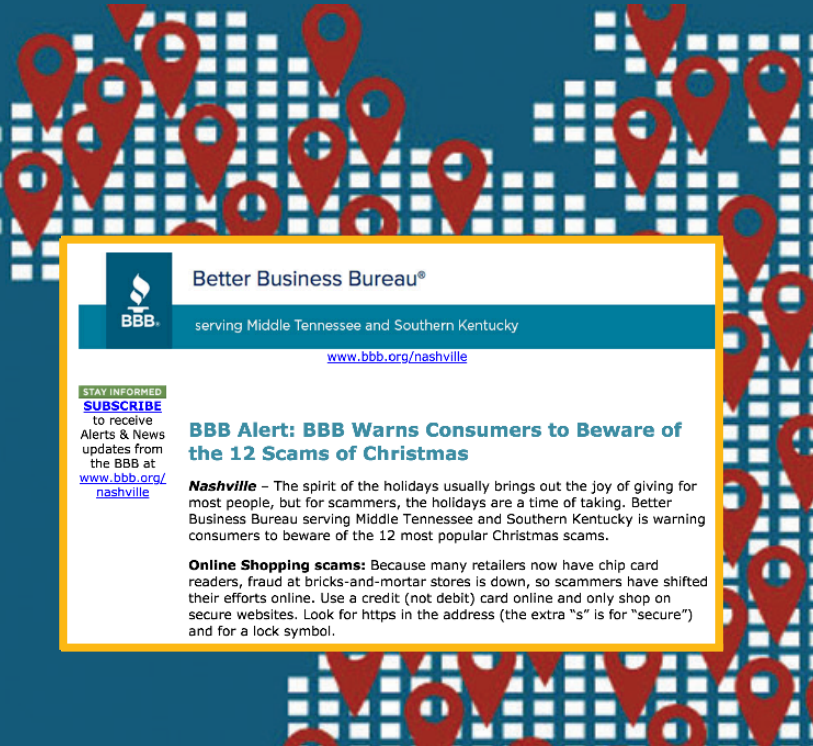 Better Business Bureau®
BBB®
serving Middle Tennessee and Southern Kentucky
www.bbb.org/nashville
STAY INFORMED
SUBSCRIBE
to receive
Alerts & News
updates from
the BBB at
www.bbb.org/
nashville
BBB Alert: BBB Warns Consumers to Beware of
the 12 Scams of Christmas
Nashville – The spirit of the holidays usually brings out the joy of giving for
most people, but for scammers, the holidays are a time of taking. Better
Business Bureau serving Middle Tennessee and Southern Kentucky is warning
consumers to beware of the 12 most popular Christmas scams.
Online Shopping scams: Because many retailers now have chip card
readers, fraud at bricks-and-mortar stores is down, so scammers have shifted
their efforts online. Use a credit (not debit) card online and only shop on
secure websites. Look for https in the address (the extra “s” is for “secure”)
and for a lock symbol.